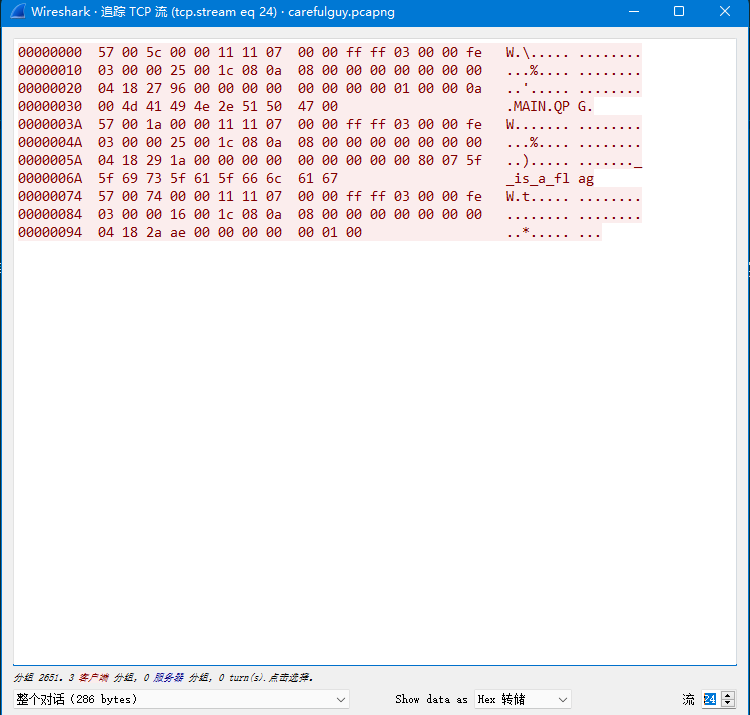 Wireshark · 追踪 TCP 流 (tcp.stream eq 24) · carefulguy.pcapng
00000000  57 00 5c 00 00 11 11 07  00 00 ff ff 03 00 00 fe   W.\..... ........
00000010  03 00 00 25 00 1c 08 0a  08 00 00 00 00 00 00 00   ...%.... ........
00000020  04 18 27 96 00 00 00 00  00 00 00 00 01 00 00 0a   ..'..... ........
00000030  00 4d 41 49 4e 2e 51 50  47 00                     .MAIN.QP G.
0000003A  57 00 1a 00 00 11 11 07  00 00 ff ff 03 00 00 fe   W....... ........
0000004A  03 00 00 25 00 1c 08 0a  08 00 00 00 00 00 00 00   ...%.... ........
0000005A  04 18 29 1a 00 00 00 00  00 00 00 00 80 07 5f      ..)..... ......._
0000006A  5f 69 73 5f 61 5f 66 6c  61 67                     _is_a_fl ag
00000074  57 00 74 00 00 11 11 07  00 00 ff ff 03 00 00 fe   W.t..... ........
00000084  03 00 00 16 00 1c 08 0a  08 00 00 00 00 00 00 00   ........ ........
00000094  04 18 2a ae 00 00 00 00  00 01 00                  ..*..... ...
分组 2651. 3 客户端 分组, 0 服务器 分组, 0 turn(s).点击选择.
整个对话 (286 bytes) Show data as Hex 转储 流 24